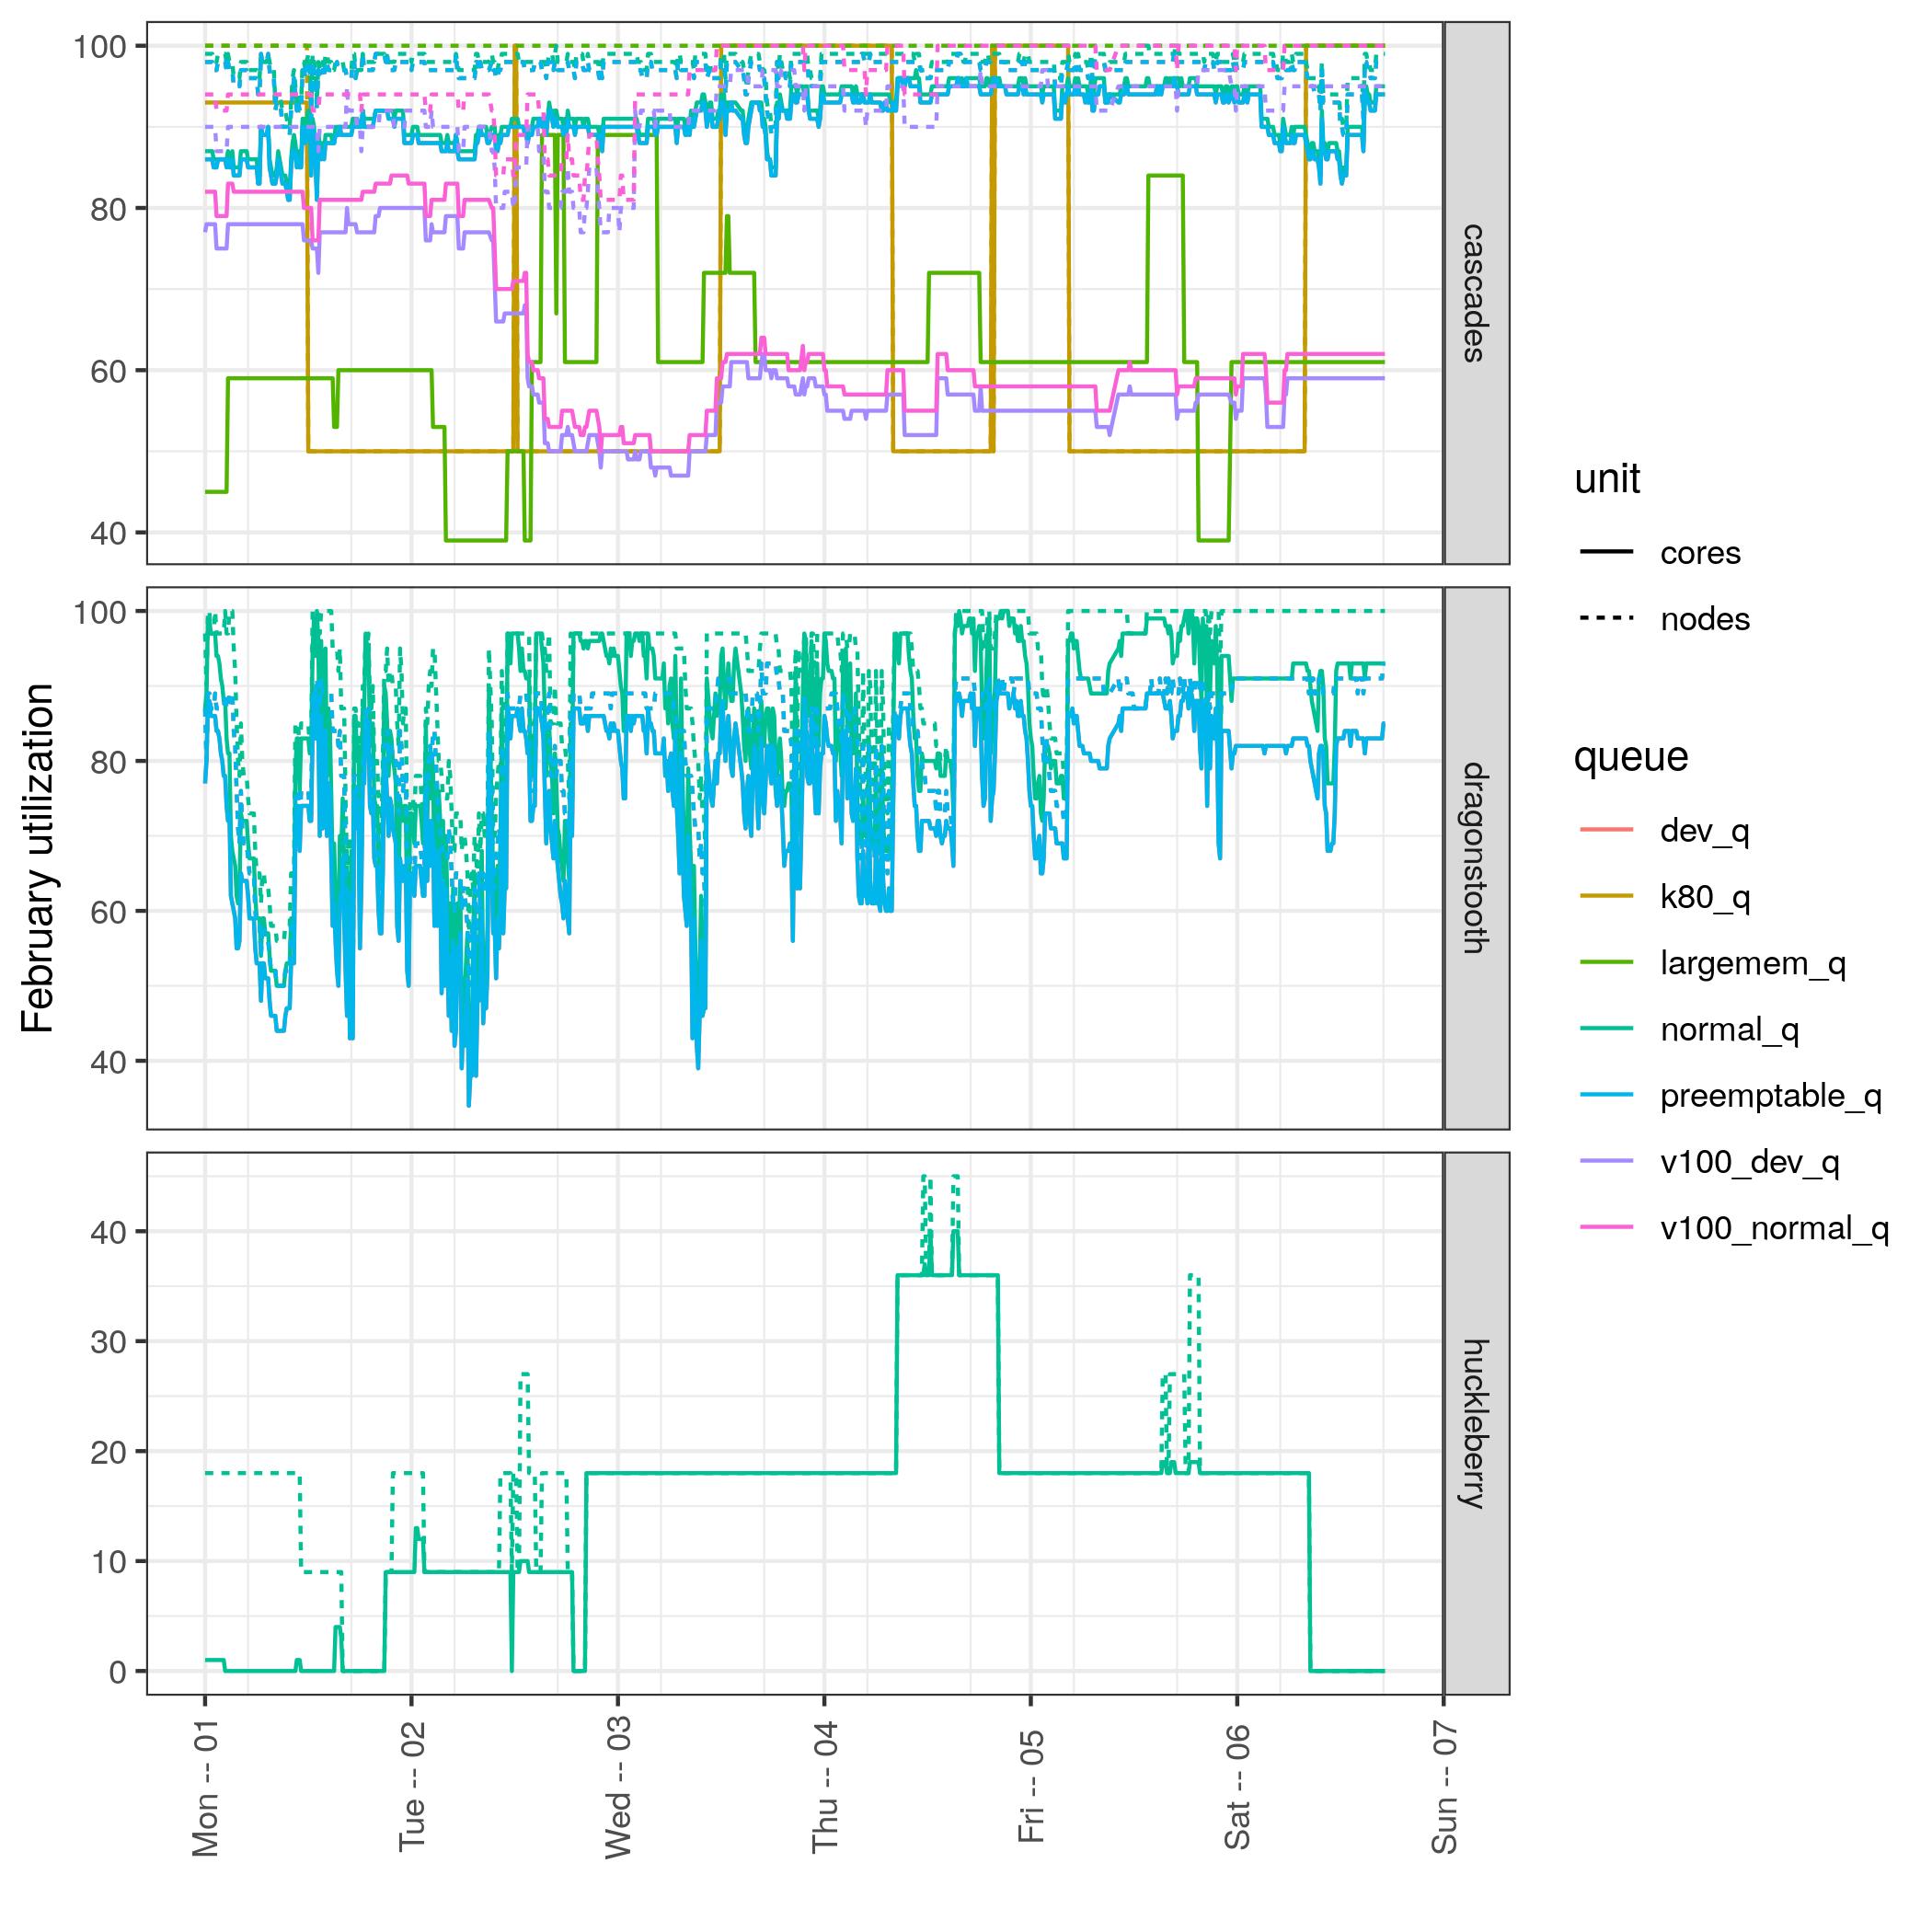 February utilization
100
80
60
40
cascades
100
80
60
40
dragonstooth
40
30
20
10
0
huckleberry
Mon -- 01
Tue -- 02
Wed -- 03
Thu -- 04
Fri -- 05
Sat -- 06
Sun -- 07
unit
cores
nodes
queue
dev_q
k80_q
largemem_q
normal_q
preemptable_q
v100_dev_q
v100_normal_q